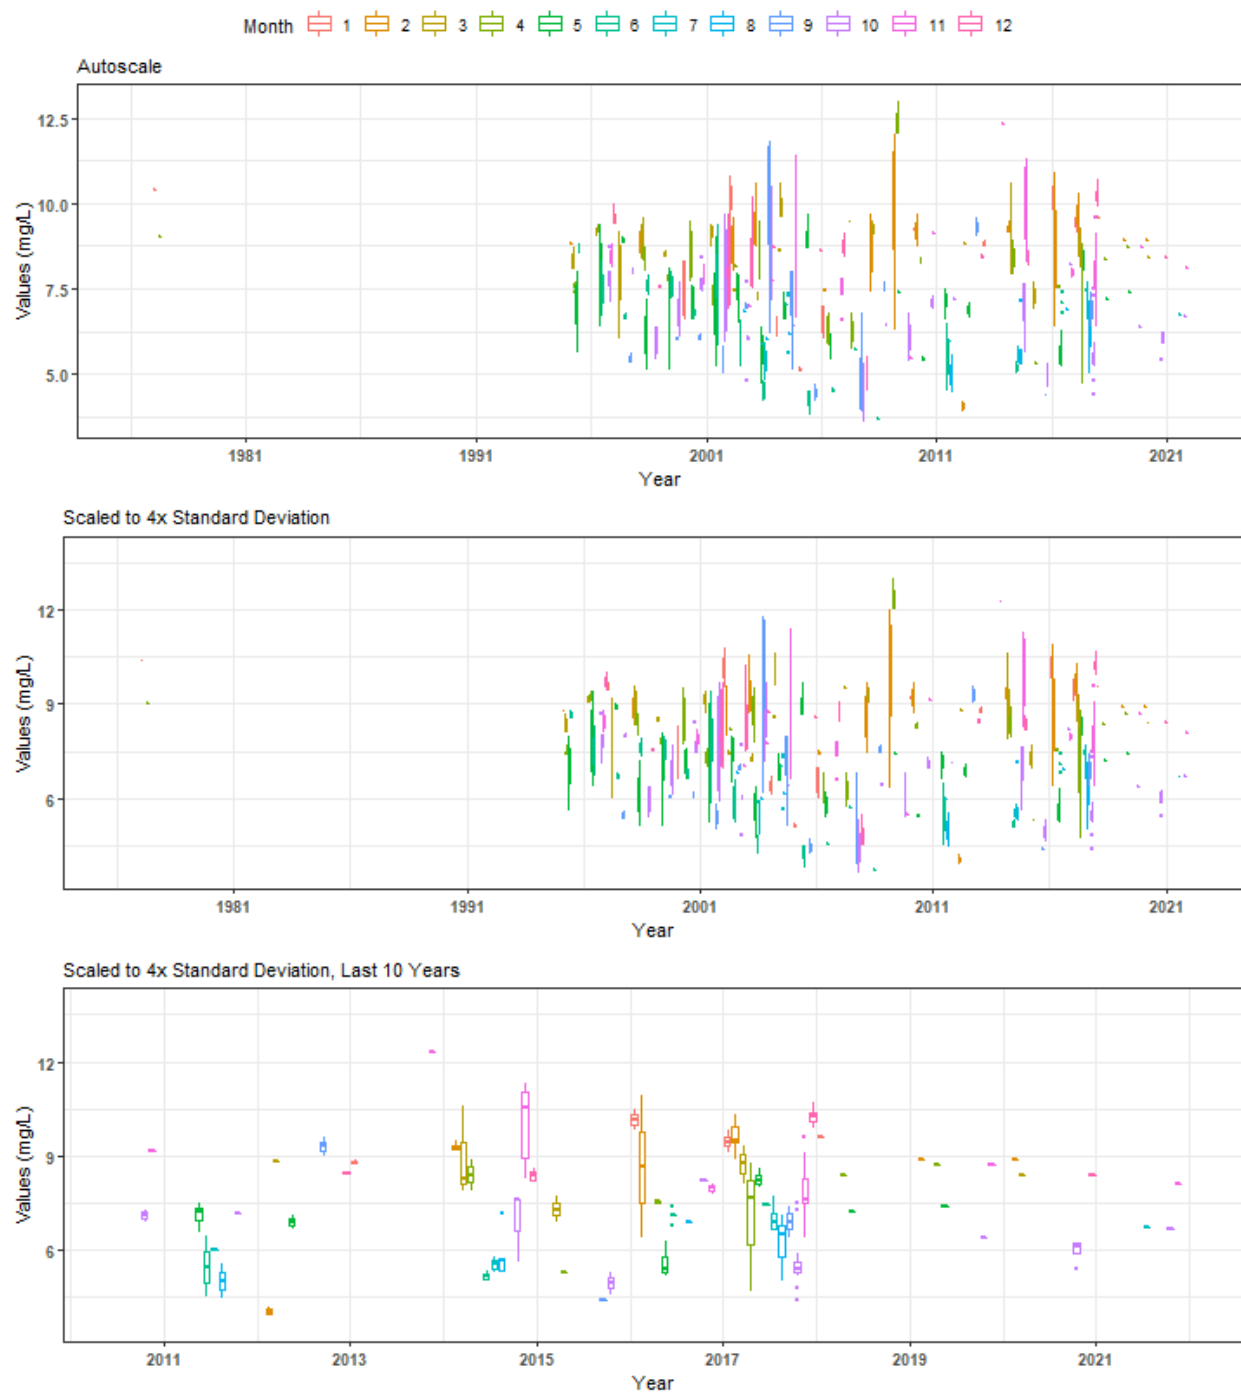 Month 1 2 3 4 5 6 7 8 9 10 11 12
Autoscale
Values (mg/L)
12.5
10.0
7.5
5.0
1981 1991 2001 2011 2021
Year
Scaled to 4x Standard Deviation
Values (mg/L)
12
9
6
1981 1991 2001 2011 2021
Year
Scaled to 4x Standard Deviation, Last 10 Years
Values (mg/L)
12
9
6
2011 2013 2015 2017 2019 2021
Year